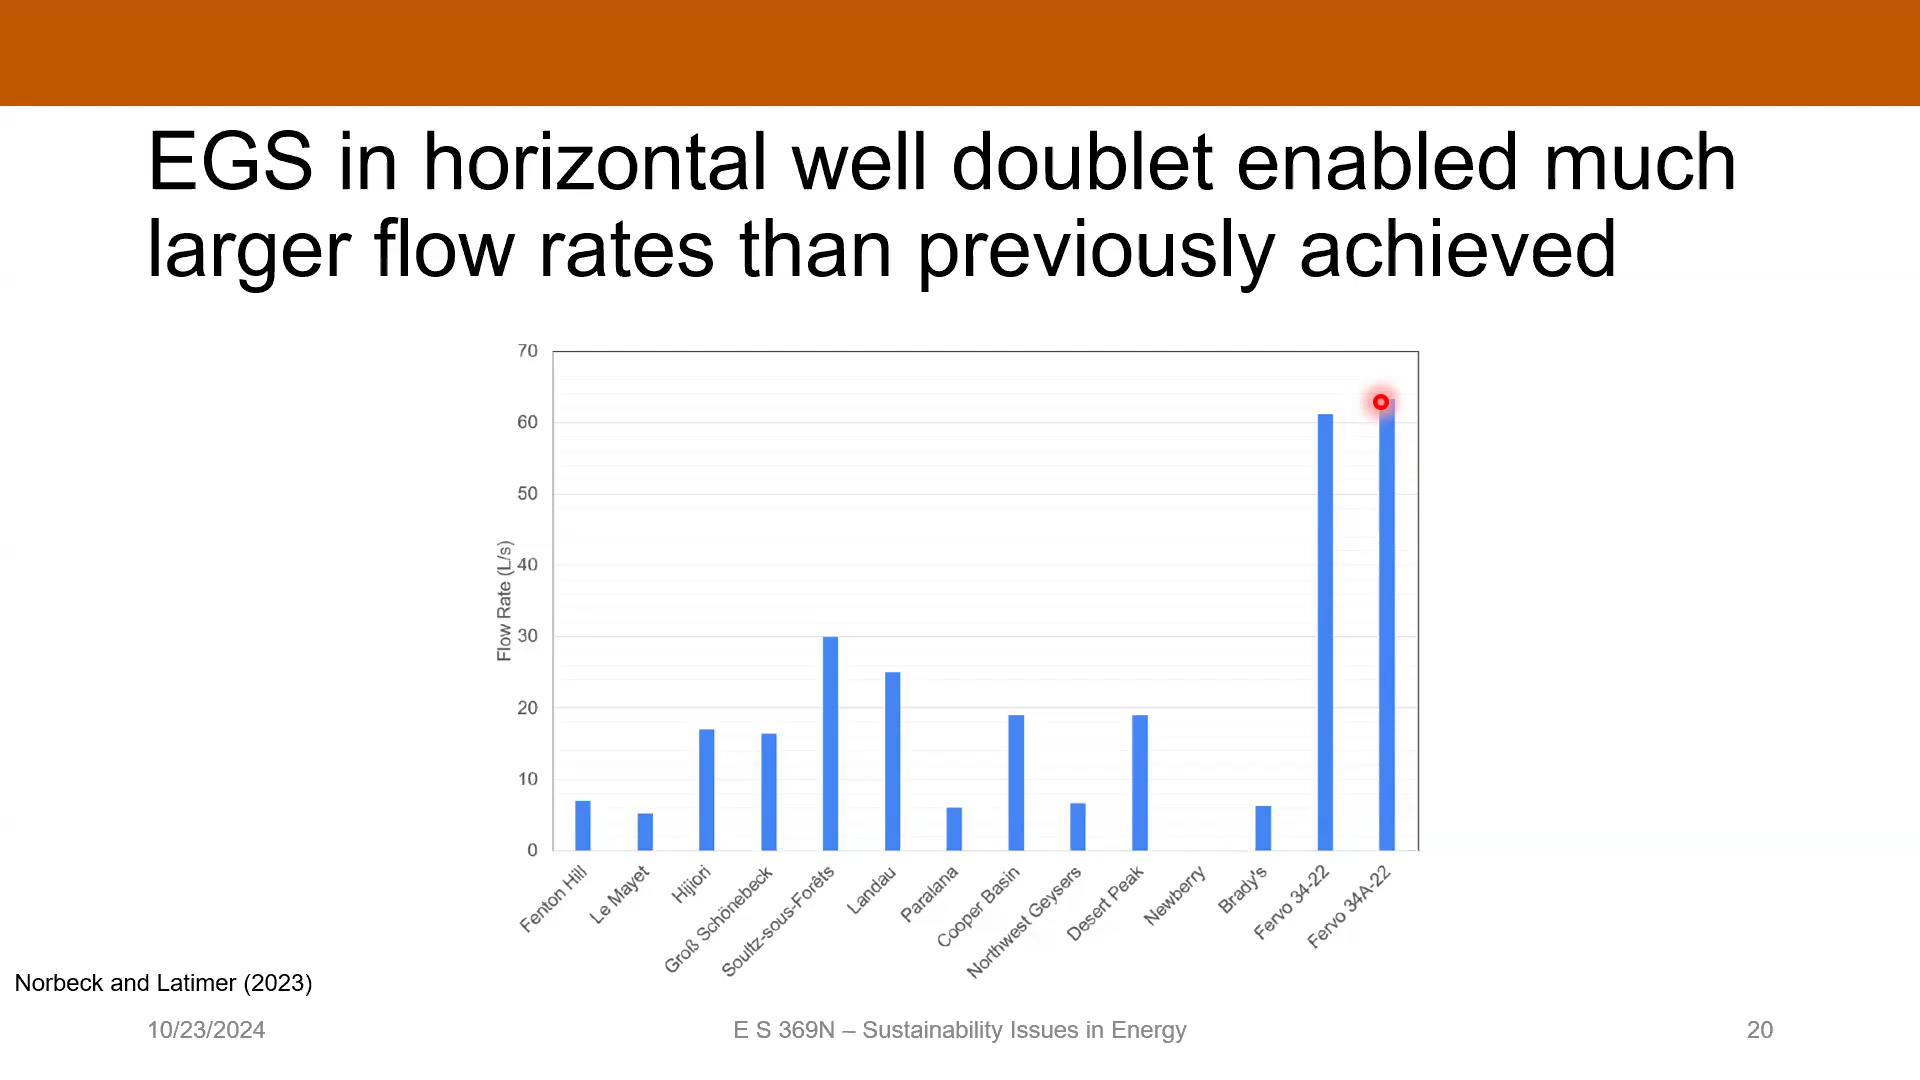 EGS in horizontal well doublet enabled much
larger flow rates than previously achieved
70
60
50
40
30
20
10
0
Flow Rate (L/s)
Fenton Hill
Le Mayet
Hijiori
Groß Schönebeck
Soultz-sous-Forêts
Landau
Paralana
Cooper Basin
Northwest Geysers
Desert Peak
Newberry
Brady's
Fervo 34-22
Fervo 34A-22
Norbeck and Latimer (2023)
10/23/2024
E S 369N – Sustainability Issues in Energy
20